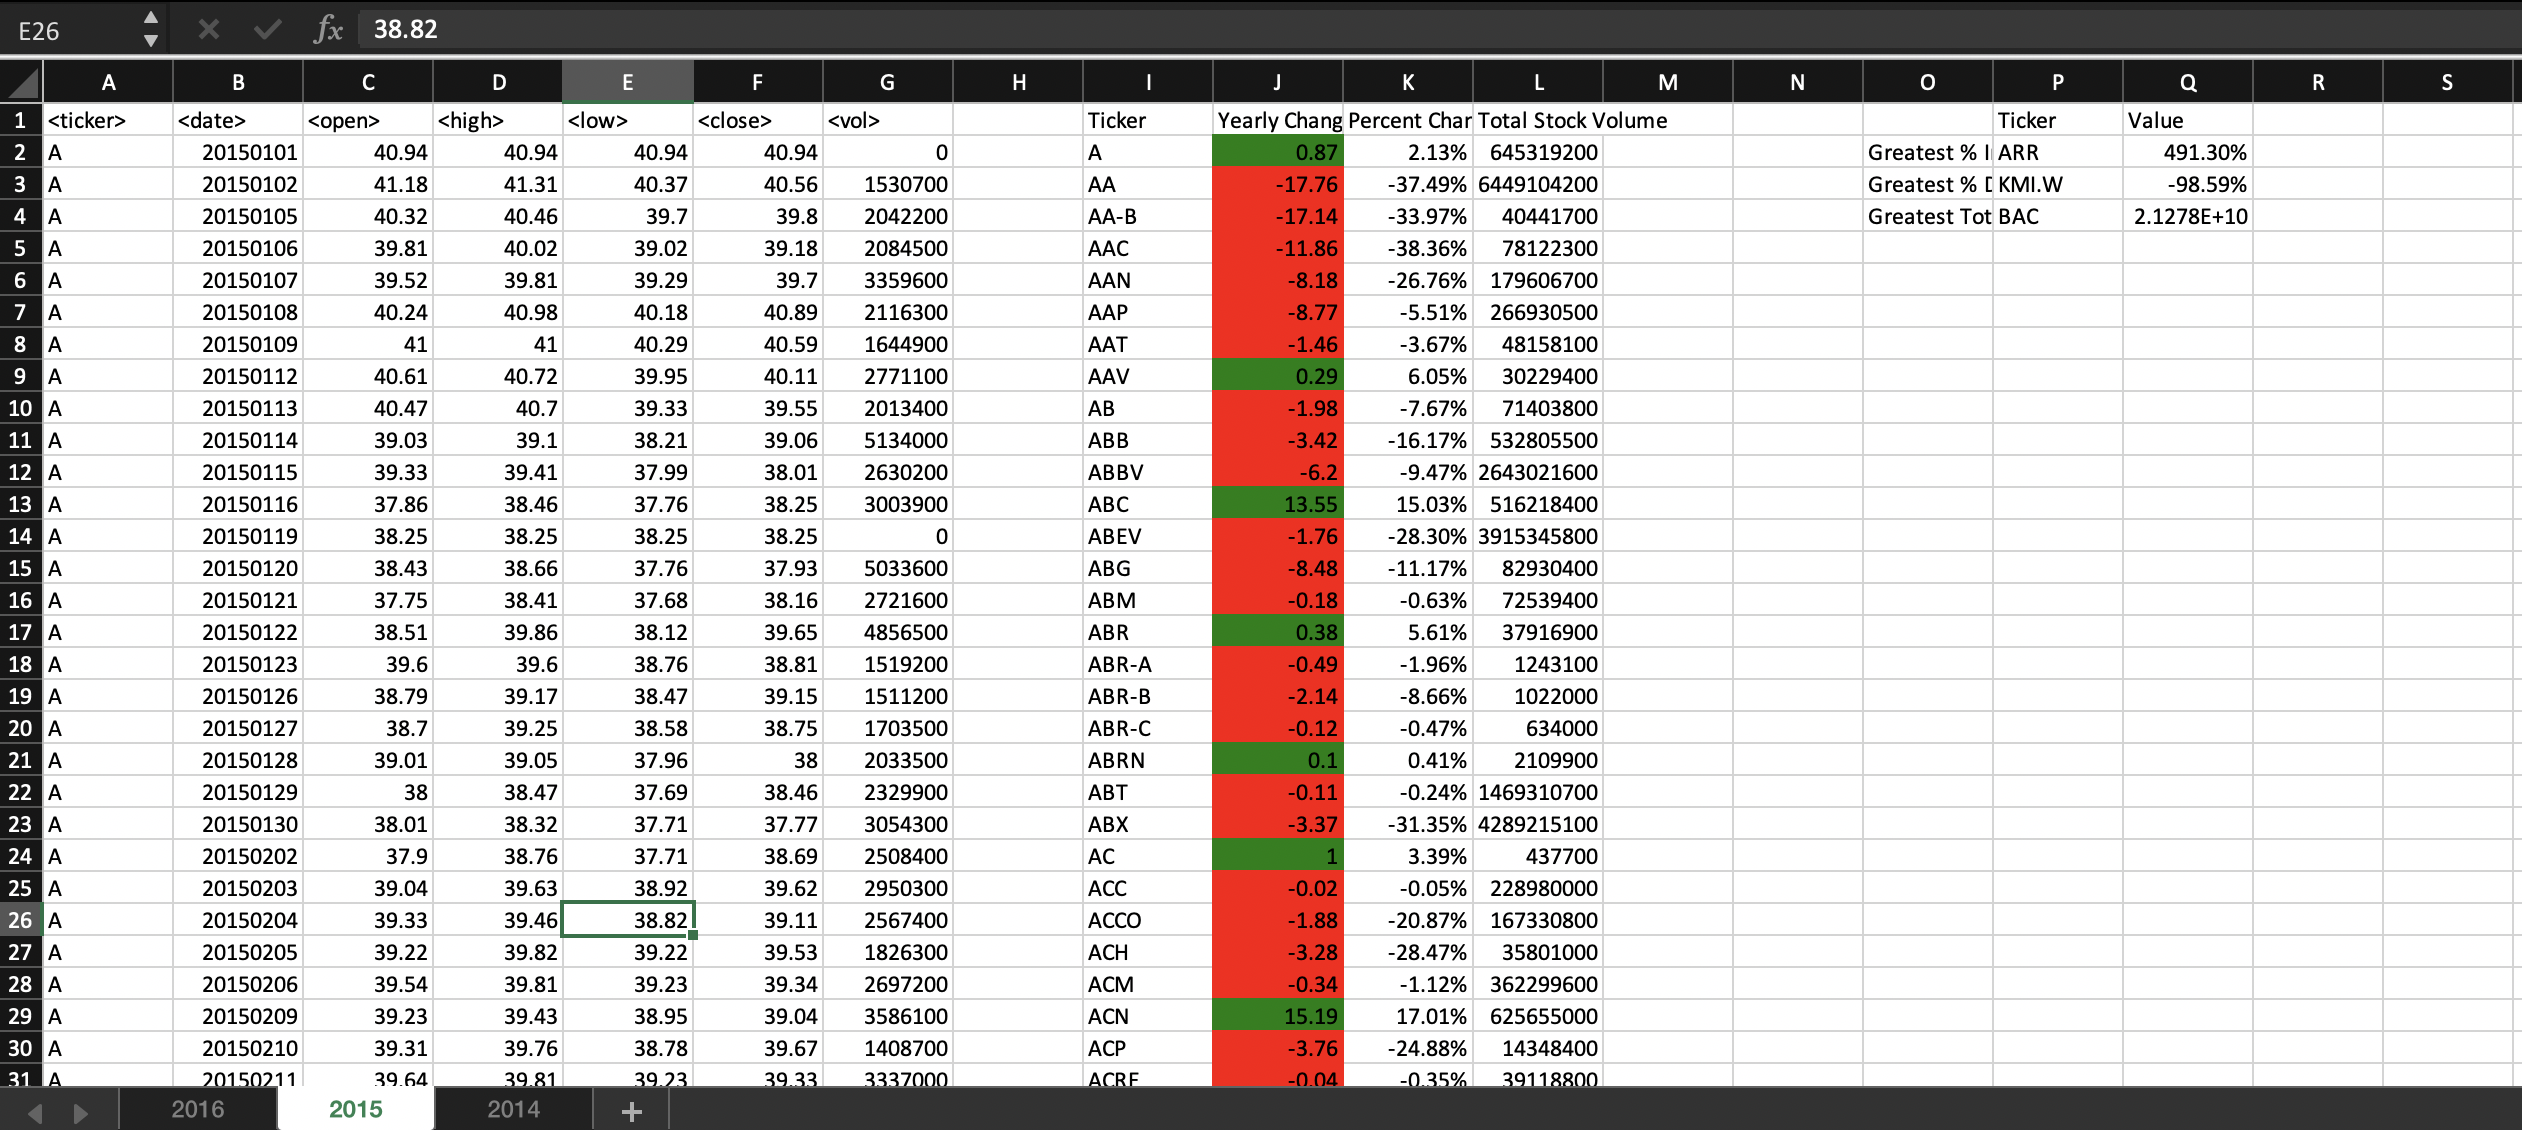 E26 fx 38.82
A B C D E F G H I J K L M N O P Q R S
1 <ticker> <date> <open> <high> <low> <close> <vol> Ticker Yearly Chang Percent Char Total Stock Volume Ticker Value
2 A 20150101 40.94 40.94 40.94 40.94 0 A 0.87 2.13% 645319200 Greatest % I ARR 491.30%
3 A 20150102 41.18 41.31 40.37 40.56 1530700 AA -17.76 -37.49% 6449104200 Greatest % D KMI.W -98.59%
4 A 20150105 40.32 40.46 39.7 39.8 2042200 AA-B -17.14 -33.97% 40441700 Greatest Tot BAC 2.1278E+10
5 A 20150106 39.81 40.02 39.02 39.18 2084500 AAC -11.86 -38.36% 78122300
6 A 20150107 39.52 39.81 39.29 39.7 3359600 AAN -8.18 -26.76% 179606700
7 A 20150108 40.24 40.98 40.18 40.89 2116300 AAP -8.77 -5.51% 266930500
8 A 20150109 41 41 40.29 40.59 1644900 AAT -1.46 -3.67% 48158100
9 A 20150112 40.61 40.72 39.95 40.11 2771100 AAV 0.29 6.05% 30229400
10 A 20150113 40.47 40.7 39.33 39.55 2013400 AB -1.98 -7.67% 71403800
11 A 20150114 39.03 39.1 38.21 39.06 5134000 ABB -3.42 -16.17% 532805500
12 A 20150115 39.33 39.41 37.99 38.01 2630200 ABBV -6.2 -9.47% 2643021600
13 A 20150116 37.86 38.46 37.76 38.25 3003900 ABC 13.55 15.03% 516218400
14 A 20150119 38.25 38.25 38.25 38.25 0 ABEV -1.76 -28.30% 3915345800
15 A 20150120 38.43 38.66 37.76 37.93 5033600 ABG -8.48 -11.17% 82930400
16 A 20150121 37.75 38.41 37.68 38.16 2721600 ABM -0.18 -0.63% 72539400
17 A 20150122 38.51 39.86 38.12 39.65 4856500 ABR 0.38 5.61% 37916900
18 A 20150123 39.6 39.6 38.76 38.81 1519200 ABR-A -0.49 -1.96% 1243100
19 A 20150126 38.79 39.17 38.47 39.15 1511200 ABR-B -2.14 -8.66% 1022000
20 A 20150127 38.7 39.25 38.58 38.75 1703500 ABR-C -0.12 -0.47% 634000
21 A 20150128 39.01 39.05 37.96 38 2033500 ABRN 0.1 0.41% 2109900
22 A 20150129 38 38.47 37.69 38.46 2329900 ABT -0.11 -0.24% 1469310700
23 A 20150130 38.01 38.32 37.71 37.77 3054300 ABX -3.37 -31.35% 4289215100
24 A 20150202 37.9 38.76 37.71 38.69 2508400 AC 1 3.39% 437700
25 A 20150203 39.04 39.63 38.92 39.62 2950300 ACC -0.02 -0.05% 228980000
26 A 20150204 39.33 39.46 38.82 39.11 2567400 ACCO -1.88 -20.87% 167330800
27 A 20150205 39.22 39.82 39.22 39.53 1826300 ACH -3.28 -28.47% 35801000
28 A 20150206 39.54 39.81 39.23 39.34 2697200 ACM -0.34 -1.12% 362299600
29 A 20150209 39.23 39.43 38.95 39.04 3586100 ACN 15.19 17.01% 625655000
30 A 20150210 39.31 39.76 38.78 39.67 1408700 ACP -3.76 -24.88% 14348400
31 A 20150211 39.64 39.81 39.23 39.33 3337000 ACRE -0.04 -0.35% 39118800
2016 2015 2014 +